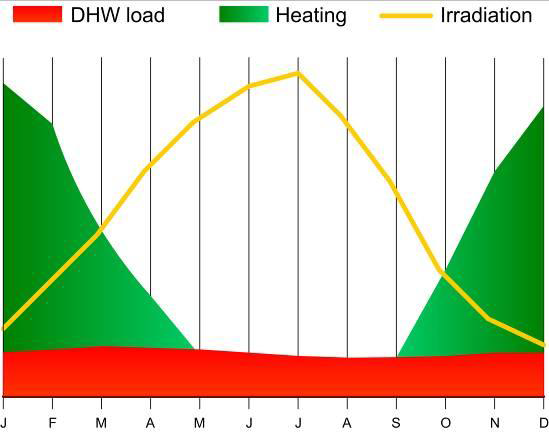 DHW load Heating Irradiation
J F M A M J J A S O N D